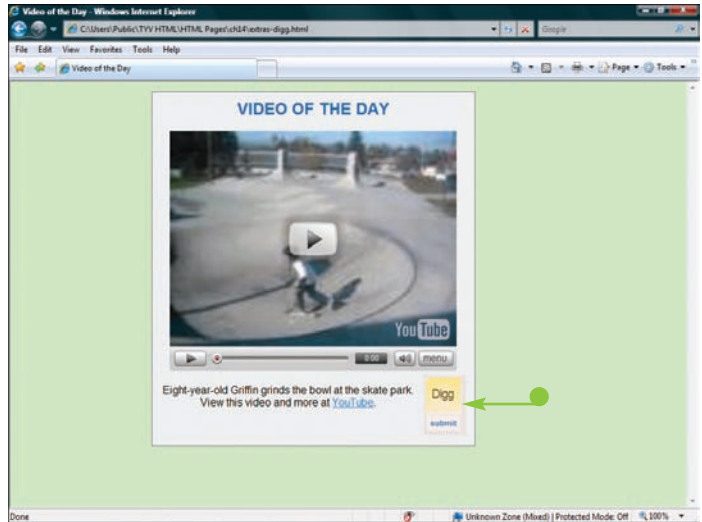 Video of the Day - Windows Internet Explorer
C:\Users\Public\TYV HTML\HTML Pages\ch14\extras-digg.html
Google
File Edit View Favorites Tools Help
Video of the Day
Page Tools
VIDEO OF THE DAY
YouTube
0:00
menu
Eight-year-old Griffin grinds the bowl at the skate park.
View this video and more at YouTube.
Digg
submit
Done
Unknown Zone (Mixed) | Protected Mode: Off
100%